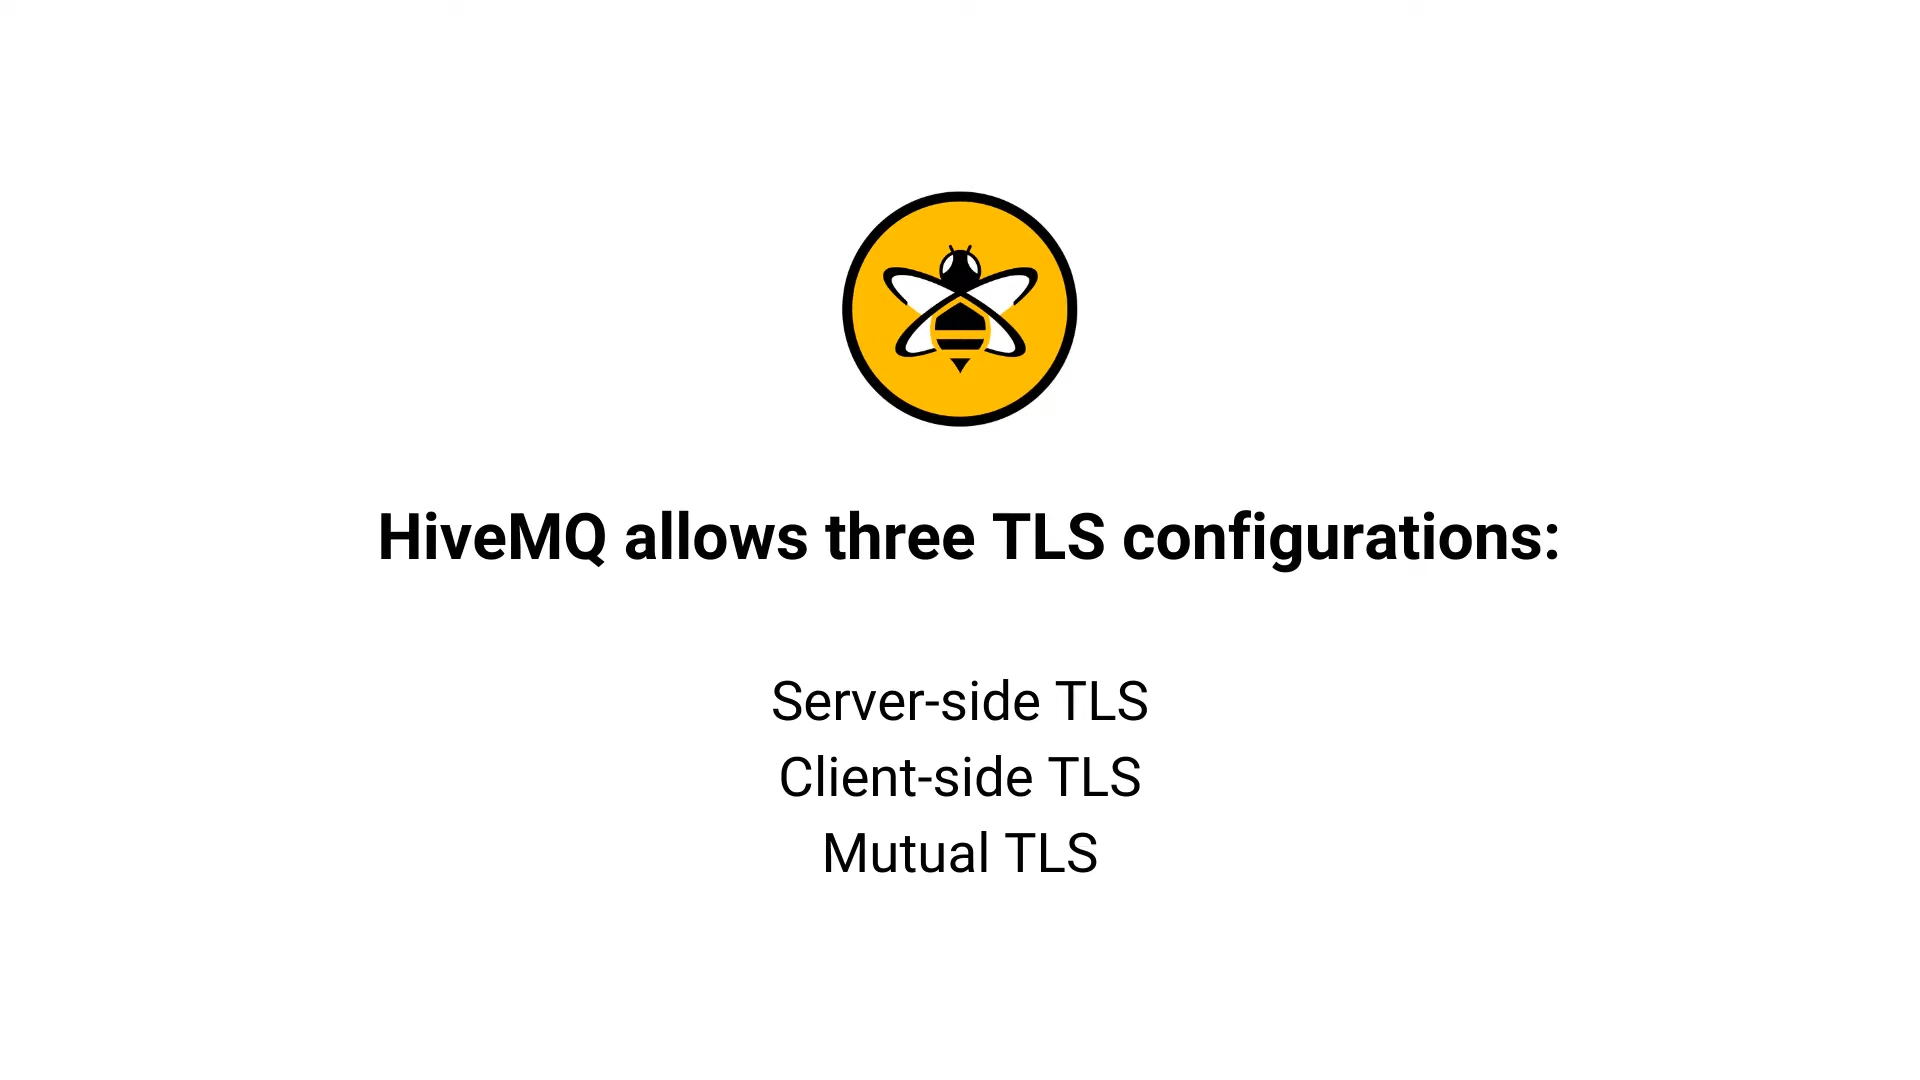 HiveMQ allows three TLS configurations:
Server-side TLS
Client-side TLS
Mutual TLS